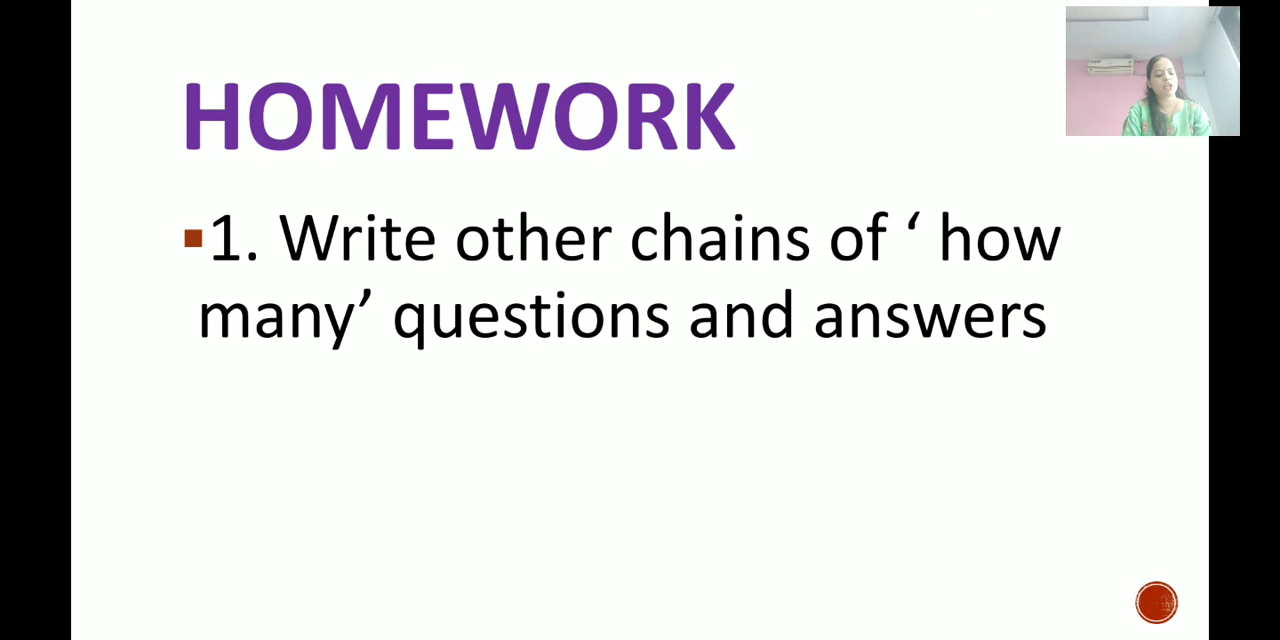 HOMEWORK
1. Write other chains of ‘ how
many’ questions and answers